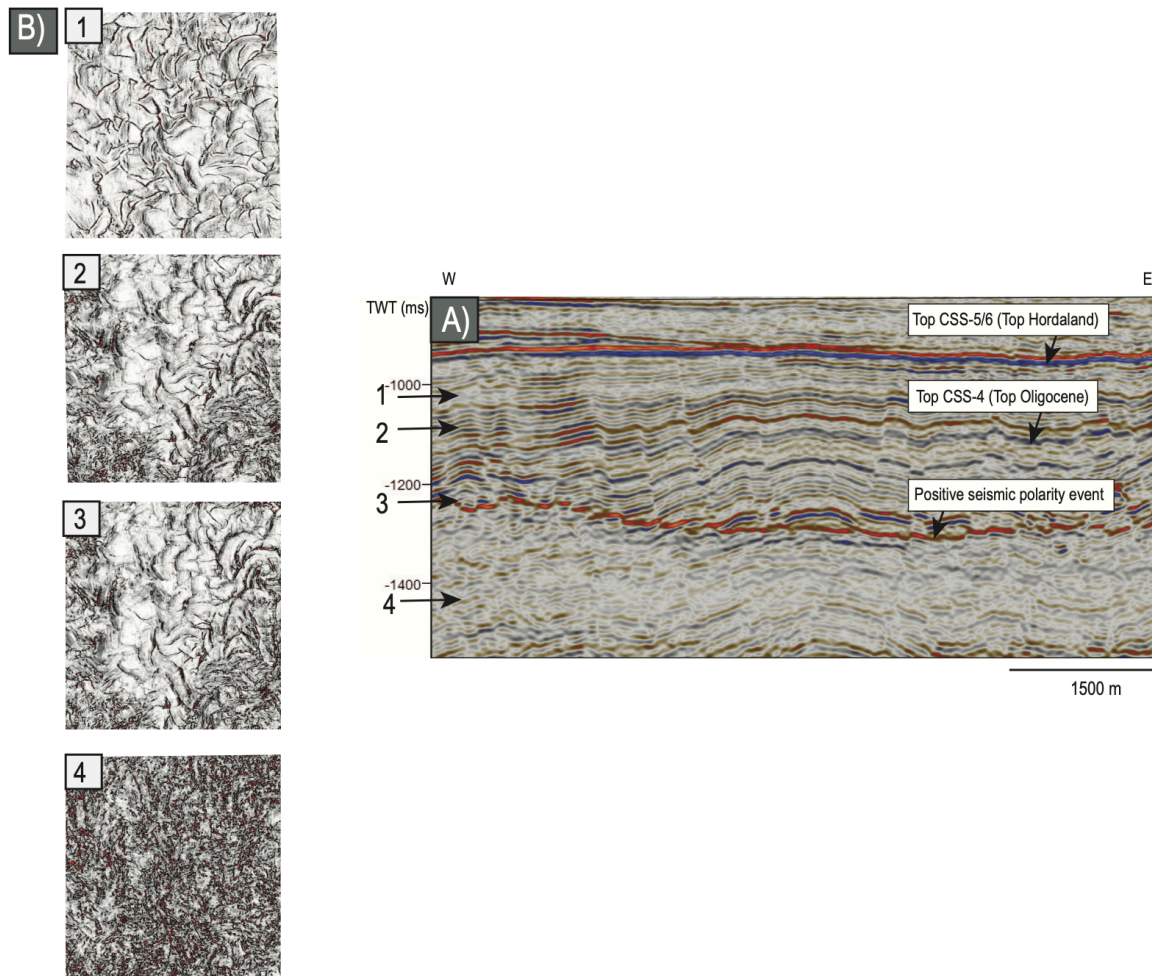 B)
1
2
3
4
W
E
TWT (ms)
A)
Top CSS-5/6 (Top Hordaland)
1
-1000
Top CSS-4 (Top Oligocene)
2
-1200
3
Positive seismic polarity event
-1400
4
1500 m